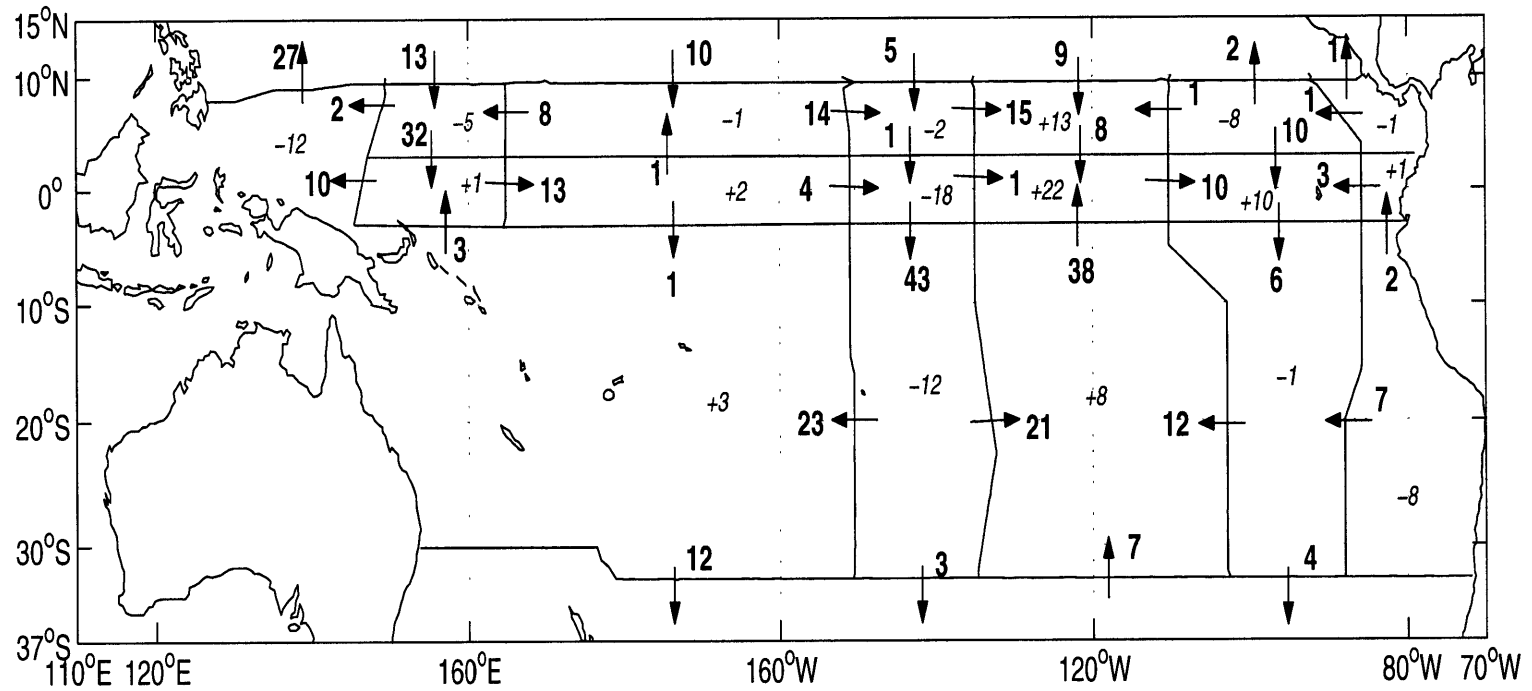 15°N 27 13 10 5 9 2 1
10°N 2 8 14 15 1 1
–5 –1 –2 +13 –8 –1
32 1 8 10
–12 1 +1
0°
10 +1 13 +2 4 –18 1 +22 10 +10 3
3 1 43 38 6 2
10°S
–12 –1
+3 +8
20°S 23 21 12 7
–8
30°S 12 3 7 4
37°S
110°E 120°E 160°E 160°W 120°W 80°W 70°W